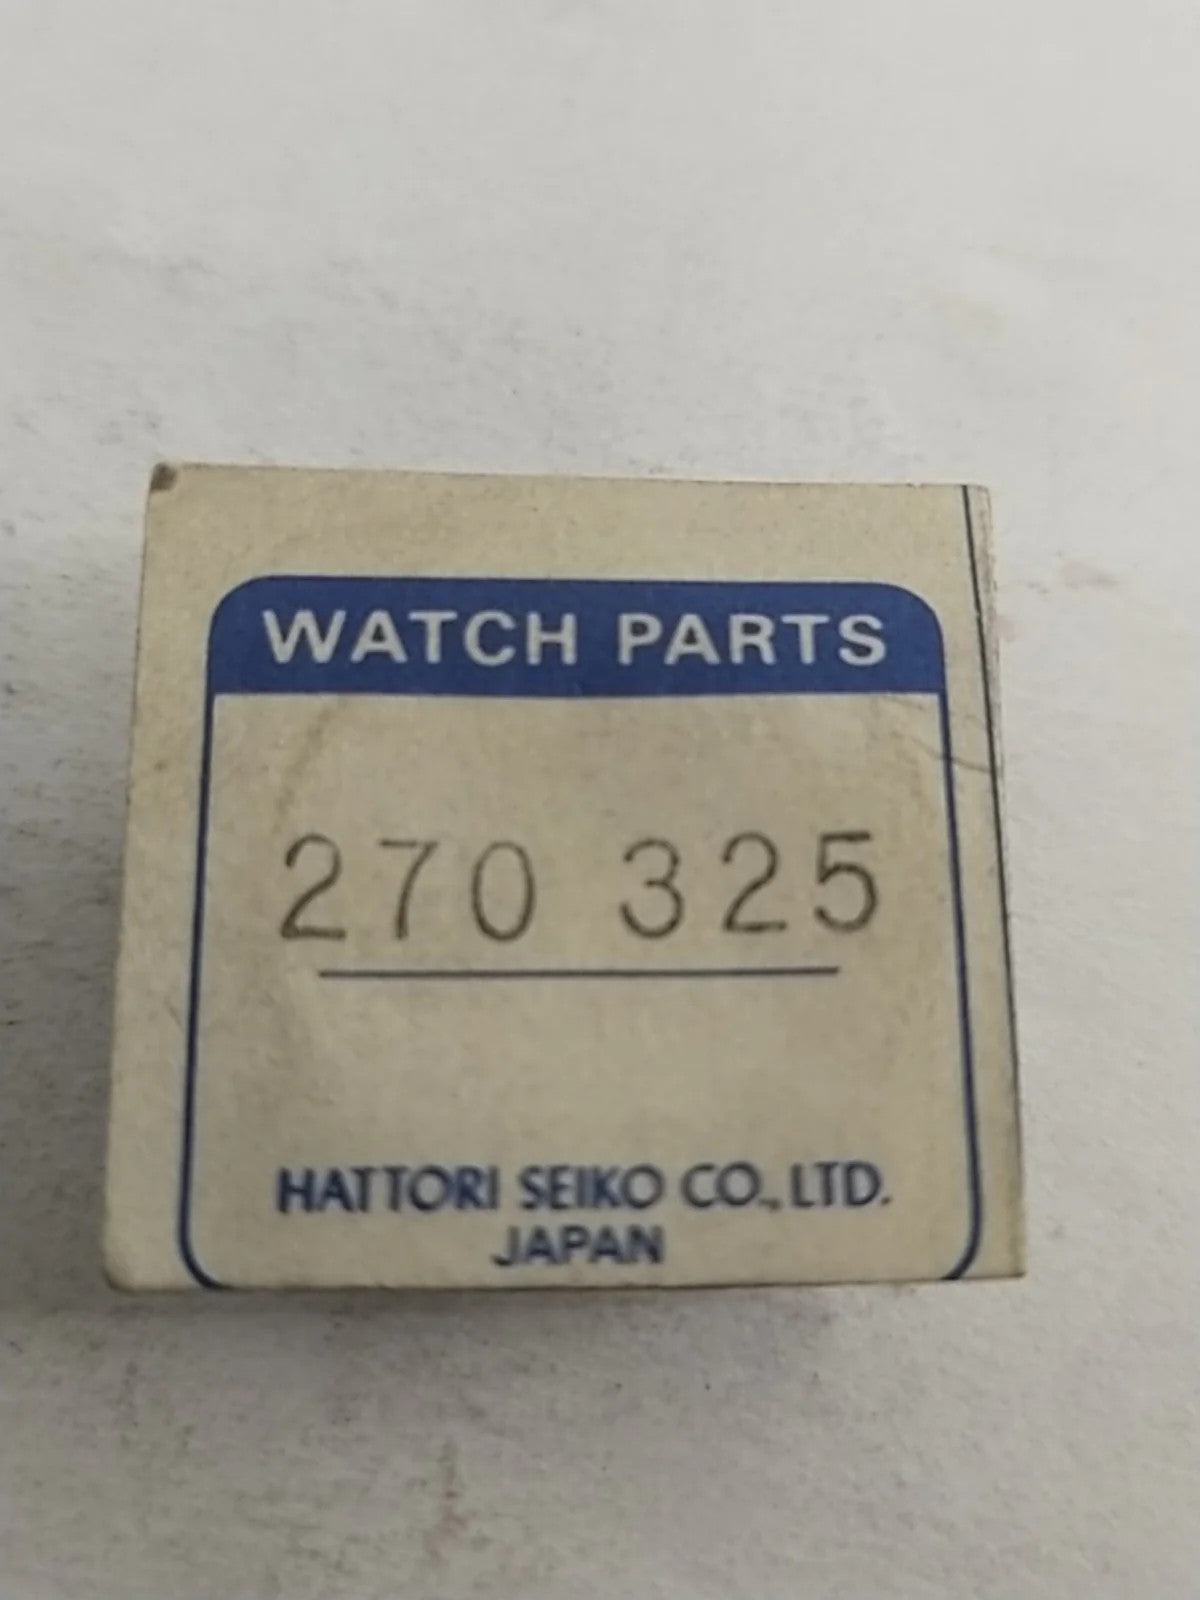 WATCH PARTS
270 325
HATTORI SEIKO CO., LTD.
JAPAN